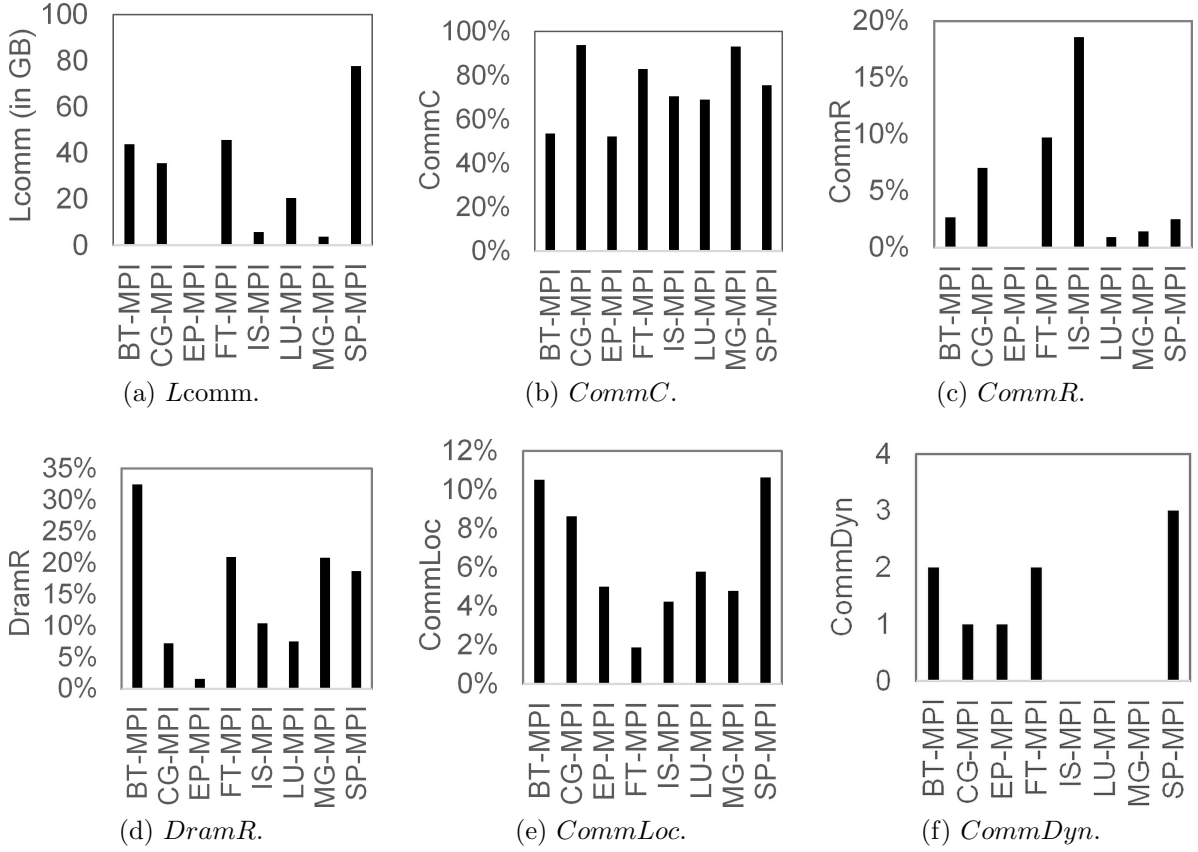 Lcomm (in GB)
100
80
60
40
20
0
BT-MPI
CG-MPI
EP-MPI
FT-MPI
IS-MPI
LU-MPI
MG-MPI
SP-MPI
(a) Lcomm.
CommC
100%
80%
60%
40%
20%
0%
BT-MPI
CG-MPI
EP-MPI
FT-MPI
IS-MPI
LU-MPI
MG-MPI
SP-MPI
(b) CommC.
CommR
20%
15%
10%
5%
0%
BT-MPI
CG-MPI
EP-MPI
FT-MPI
IS-MPI
LU-MPI
MG-MPI
SP-MPI
(c) CommR.
DramR
35%
30%
25%
20%
15%
10%
5%
0%
BT-MPI
CG-MPI
EP-MPI
FT-MPI
IS-MPI
LU-MPI
MG-MPI
SP-MPI
(d) DramR.
CommLoc
12%
10%
8%
6%
4%
2%
0%
BT-MPI
CG-MPI
EP-MPI
FT-MPI
IS-MPI
LU-MPI
MG-MPI
SP-MPI
(e) CommLoc.
CommDyn
4
3
2
1
0
BT-MPI
CG-MPI
EP-MPI
FT-MPI
IS-MPI
LU-MPI
MG-MPI
SP-MPI
(f) CommDyn.